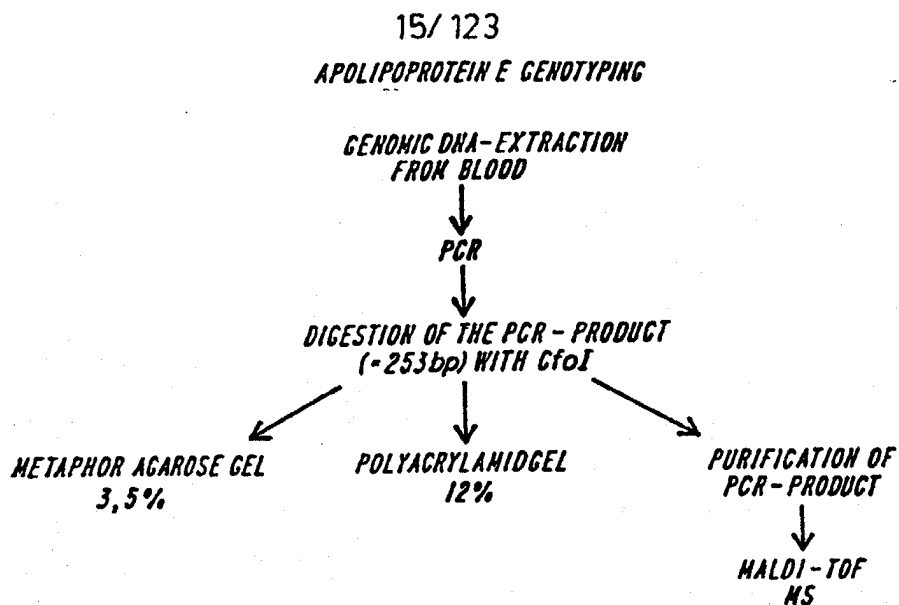 15/123
APOLIPOPROTEIN E GENOTYPING
GENOMIC DNA-EXTRACTION
FROM BLOOD
PCR
DIGESTION OF THE PCR-PRODUCT
(=253bp) WITH CfoI
METAPHOR AGAROSE GEL
3,5%
POLYACRYLAMIDGEL
12%
PURIFICATION OF
PCR-PRODUCT
MALDI-TOF
MS